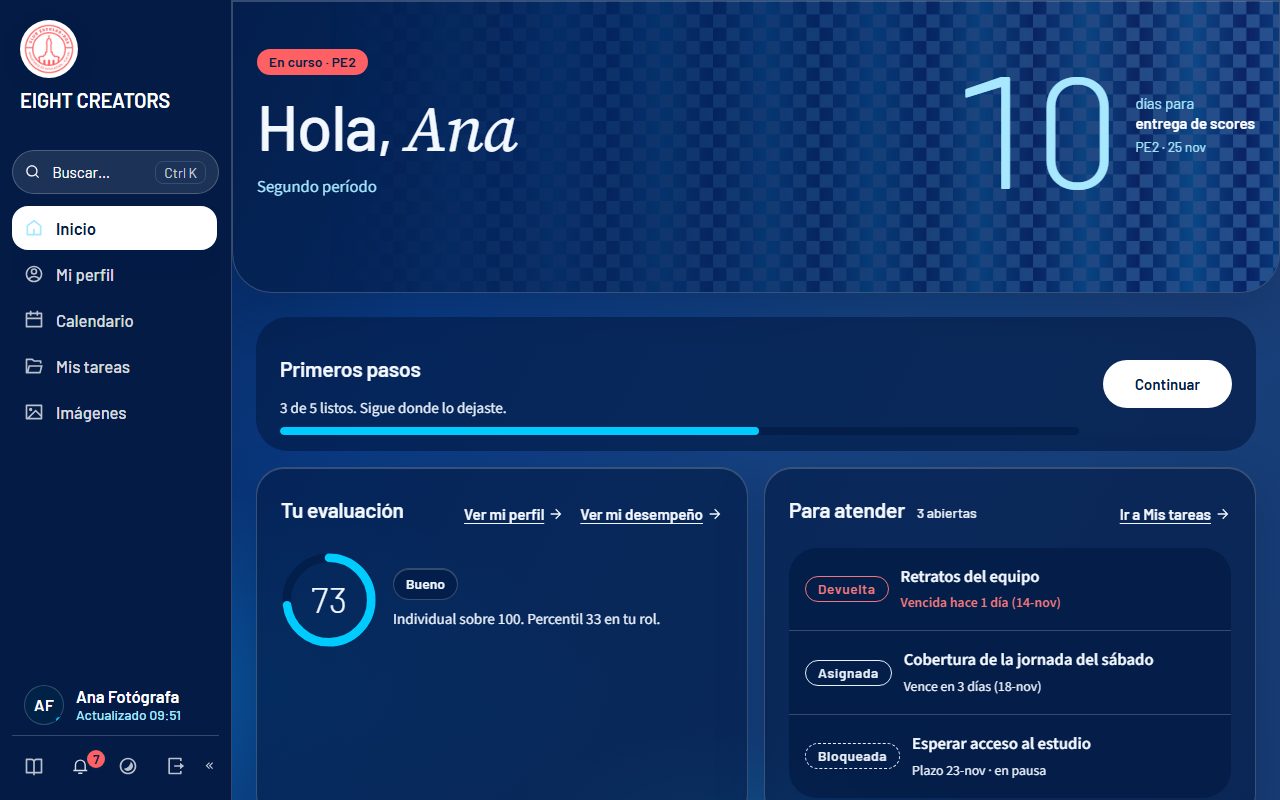 EIGHT CREATORS
Buscar...
Ctrl K
Inicio
Mi perfil
Calendario
Mis tareas
Imágenes
AF
Ana Fotógrafa
Actualizado 09:51
7
«
En curso · PE2
Hola, Ana
Segundo período
10
días para
entrega de scores
PE2 · 25 nov
Primeros pasos
3 de 5 listos. Sigue donde lo dejaste.
Continuar
Tu evaluación
Ver mi perfil →
Ver mi desempeño →
73
Bueno
Individual sobre 100. Percentil 33 en tu rol.
Para atender
3 abiertas
Ir a Mis tareas →
Devuelta
Retratos del equipo
Vencida hace 1 día (14-nov)
Asignada
Cobertura de la jornada del sábado
Vence en 3 días (18-nov)
Bloqueada
Esperar acceso al estudio
Plazo 23-nov · en pausa